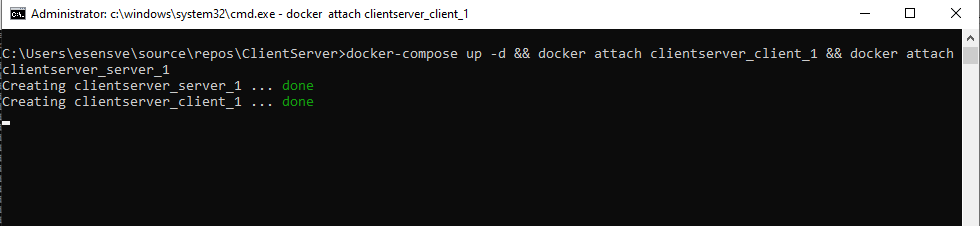 Administrator: c:\windows\system32\cmd.exe - docker attach clientserver_client_1
C:\Users\esensve\source\repos\ClientServer>docker-compose up -d && docker attach clientserver_client_1 && docker attach
clientserver_server_1
Creating clientserver_server_1 ... done
Creating clientserver_client_1 ... done